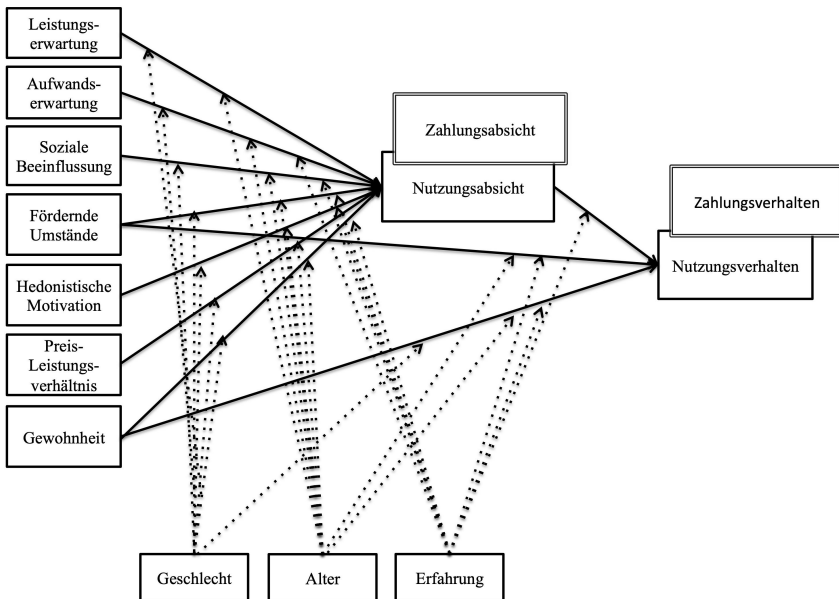 Leistungs-
erwartung
Aufwands-
erwartung
Soziale
Beeinflussung
Fördernde
Umstände
Hedonistische
Motivation
Preis-
Leistungs-
verhältnis
Gewohnheit
Zahlungsabsicht
Nutzungsabsicht
Zahlungsverhalten
Nutzungsverhalten
Geschlecht
Alter
Erfahrung